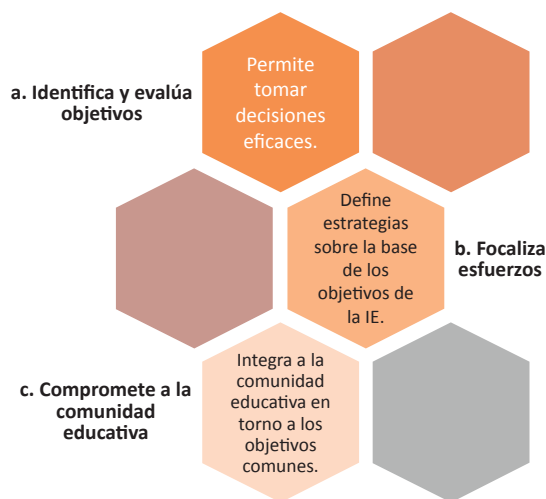 a. Identifica y evalúa
objetivos
Permite
tomar
decisiones
eficaces.
Define
estrategias
sobre la base
de los
objetivos de
la IE.
b. Focaliza
esfuerzos
c. Compromete a la
comunidad
educativa
Integra a la
comunidad
educativa en
torno a los
objetivos
comunes.